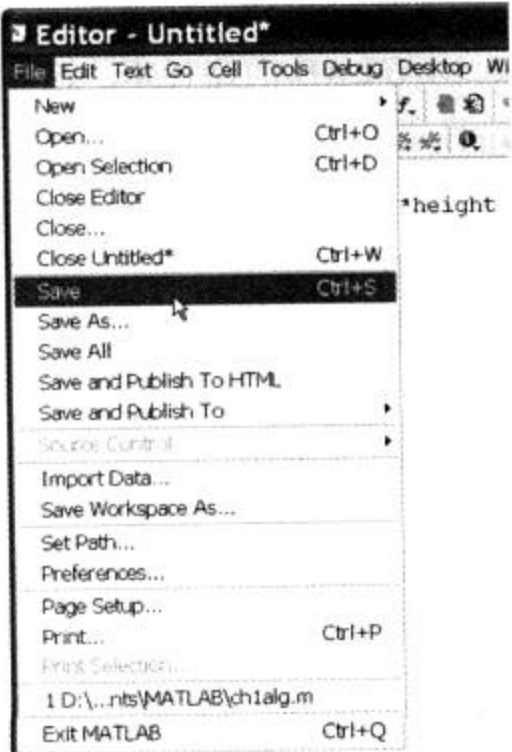 Editor - Untitled*
File Edit Text Go Cell Tools Debug Desktop Wi
New
Open... Ctrl+O
Open Selection Ctrl+D
Close Editor
*height
Close...
Close Untitled* Ctrl+W
Save Ctrl+S
Save As...
Save All
Save and Publish To HTML
Save and Publish To
Source Control
Import Data...
Save Workspace As...
Set Path...
Preferences...
Page Setup...
Print... Ctrl+P
Print Selection...
1 D:\...nts\MATLAB\ch1alg.m
Exit MATLAB Ctrl+Q